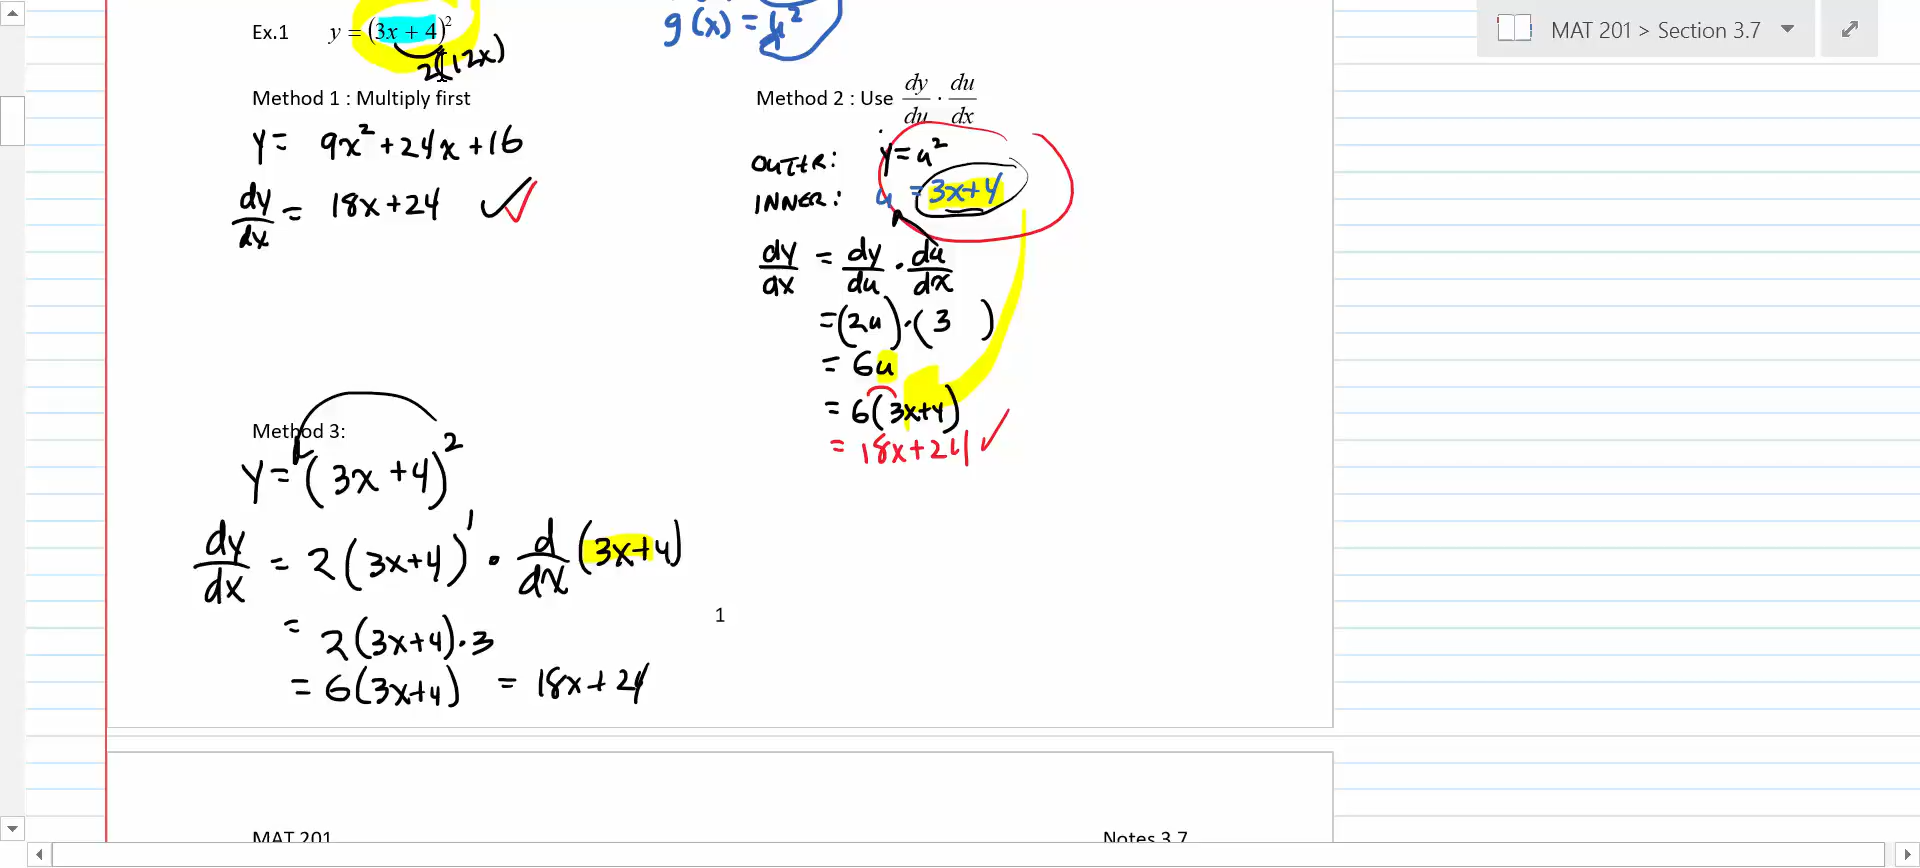 g(x) = u²
MAT 201 > Section 3.7
Ex.1 y = (3x + 4)²
2(12x)
Method 1 : Multiply first
y = 9x² + 24x + 16
dy/dx = 18x + 24 ✓
Method 2 : Use dy/du · du/dx
OUTER: y = u²
INNER: u = 3x+4
dy/dx = dy/du · du/dx
= (2u) · (3 )
= 6u
= 6(3x+4)
= 18x + 24 ✓
Method 3:
y = (3x + 4)²
dy/dx = 2(3x+4)¹ · d/dx (3x+4)
= 2(3x+4)·3
= 6(3x+4) = 18x + 24
1
MAT 201 Notes 3.7